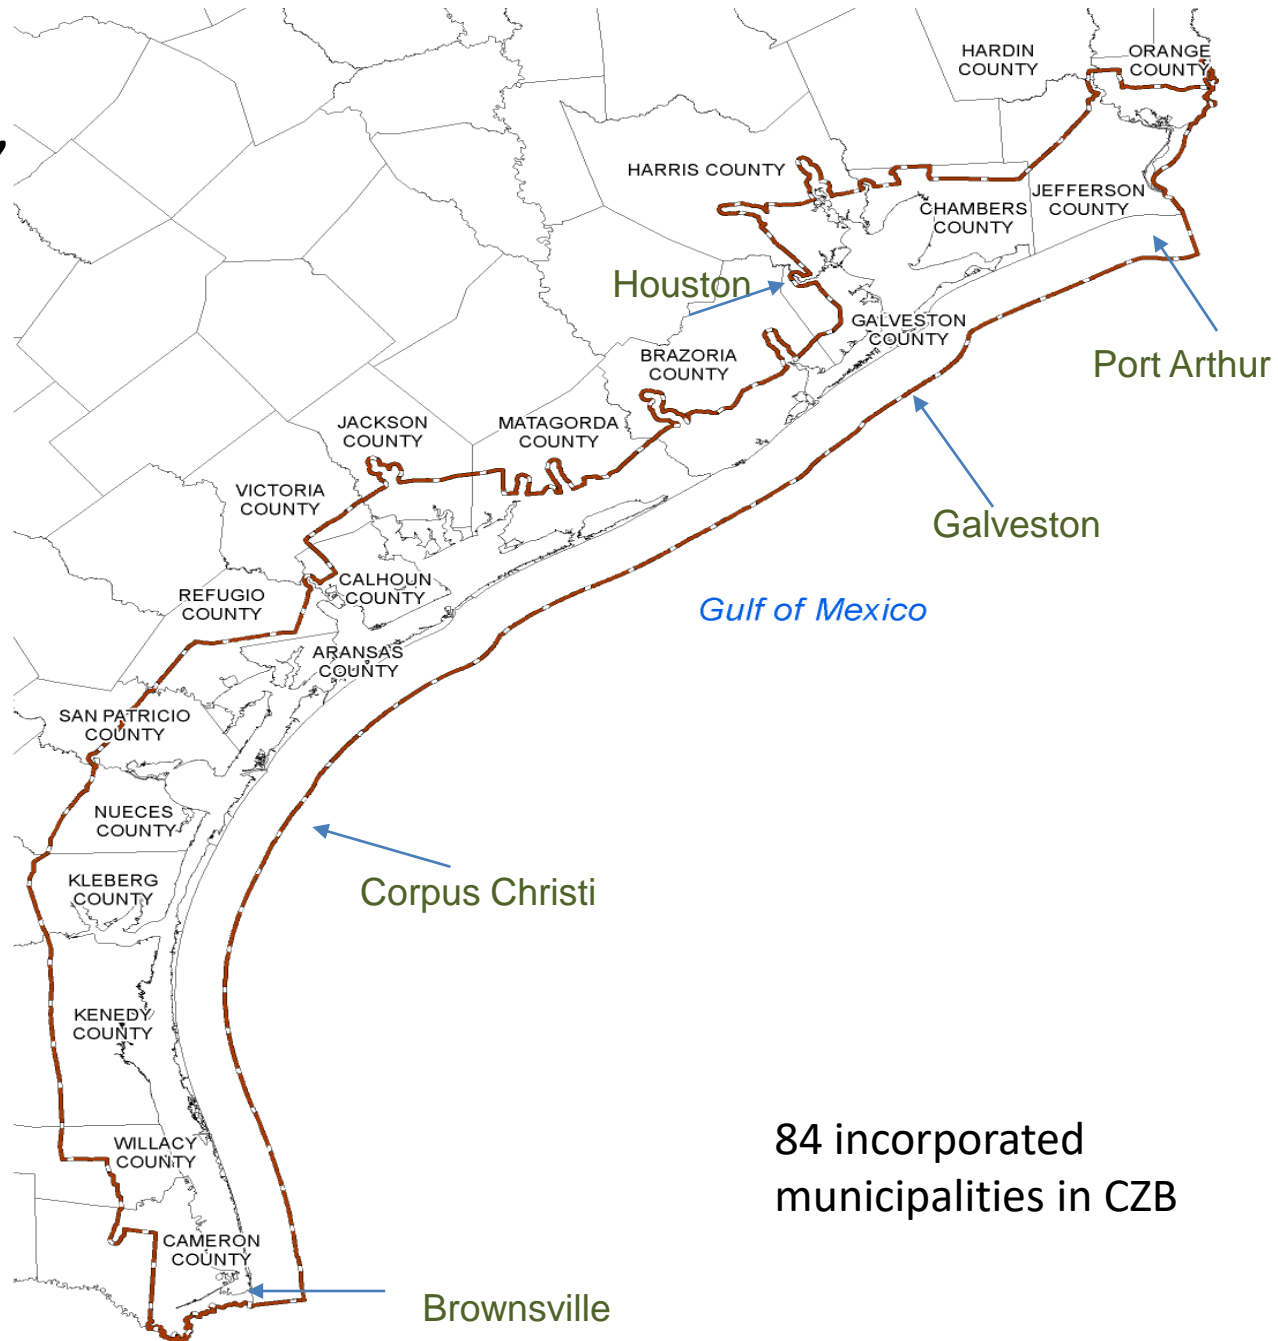 HARDIN
COUNTY
ORANGE
COUNTY
HARRIS COUNTY
JEFFERSON
COUNTY
CHAMBERS
COUNTY
Houston
GALVESTON
COUNTY
BRAZORIA
COUNTY
Port Arthur
JACKSON
COUNTY
MATAGORDA
COUNTY
VICTORIA
COUNTY
Galveston
CALHOUN
COUNTY
REFUGIO
COUNTY
Gulf of Mexico
ARANSAS
COUNTY
SAN PATRICIO
COUNTY
NUECES
COUNTY
KLEBERG
COUNTY
Corpus Christi
KENEDY
COUNTY
WILLACY
COUNTY
84 incorporated
municipalities in CZB
CAMERON
COUNTY
Brownsville